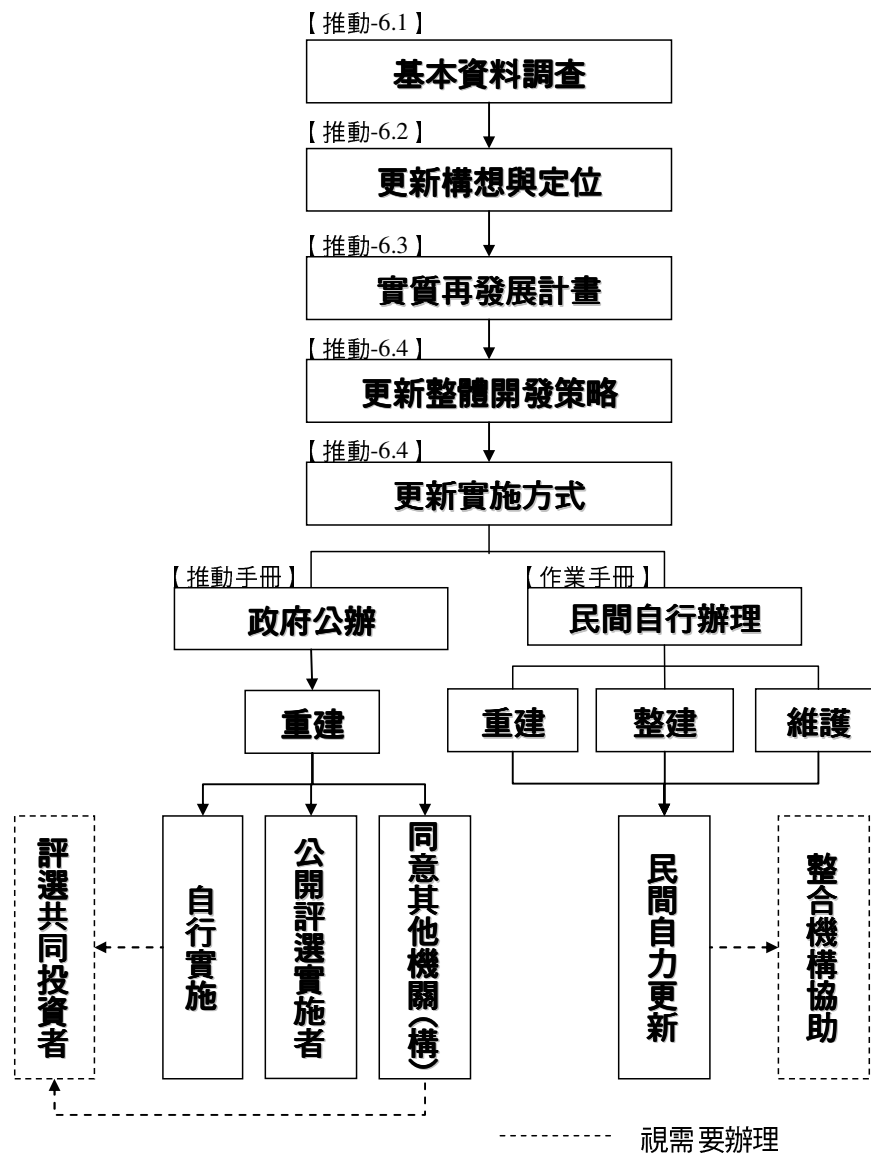 【推動-6.1】
基本資料調查
【推動-6.2】
更新構想與定位
【推動-6.3】
實質再發展計畫
【推動-6.4】
更新整體開發策略
【推動-6.4】
更新實施方式
【推動手冊】
政府公辦
【作業手冊】
民間自行辦理
重建
重建
整建
維護
評選共同投資者
自行實施
公開評選實施者
同意其他機關(構)
民間自力更新
整合機構協助
視需要辦理